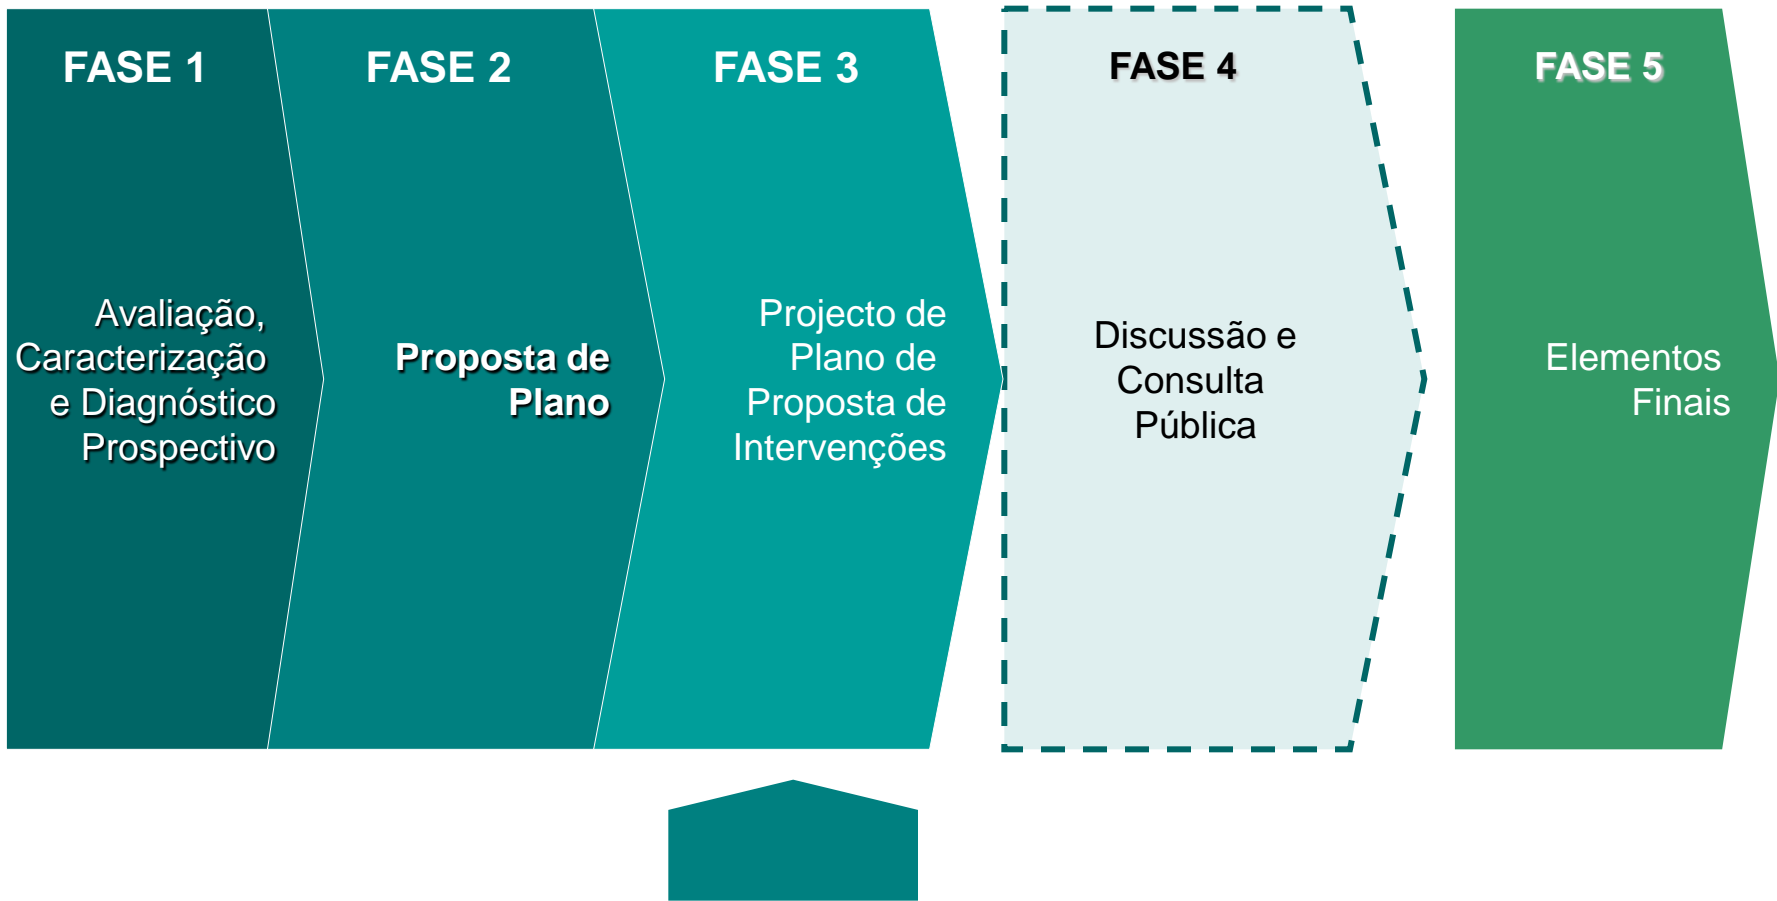 FASE 1
Avaliação,
Caracterização
e Diagnóstico
Prospectivo
FASE 2
Proposta de
Plano
FASE 3
Projecto de
Plano de
Proposta de
Intervenções
FASE 4
Discussão e
Consulta
Pública
FASE 5
Elementos
Finais